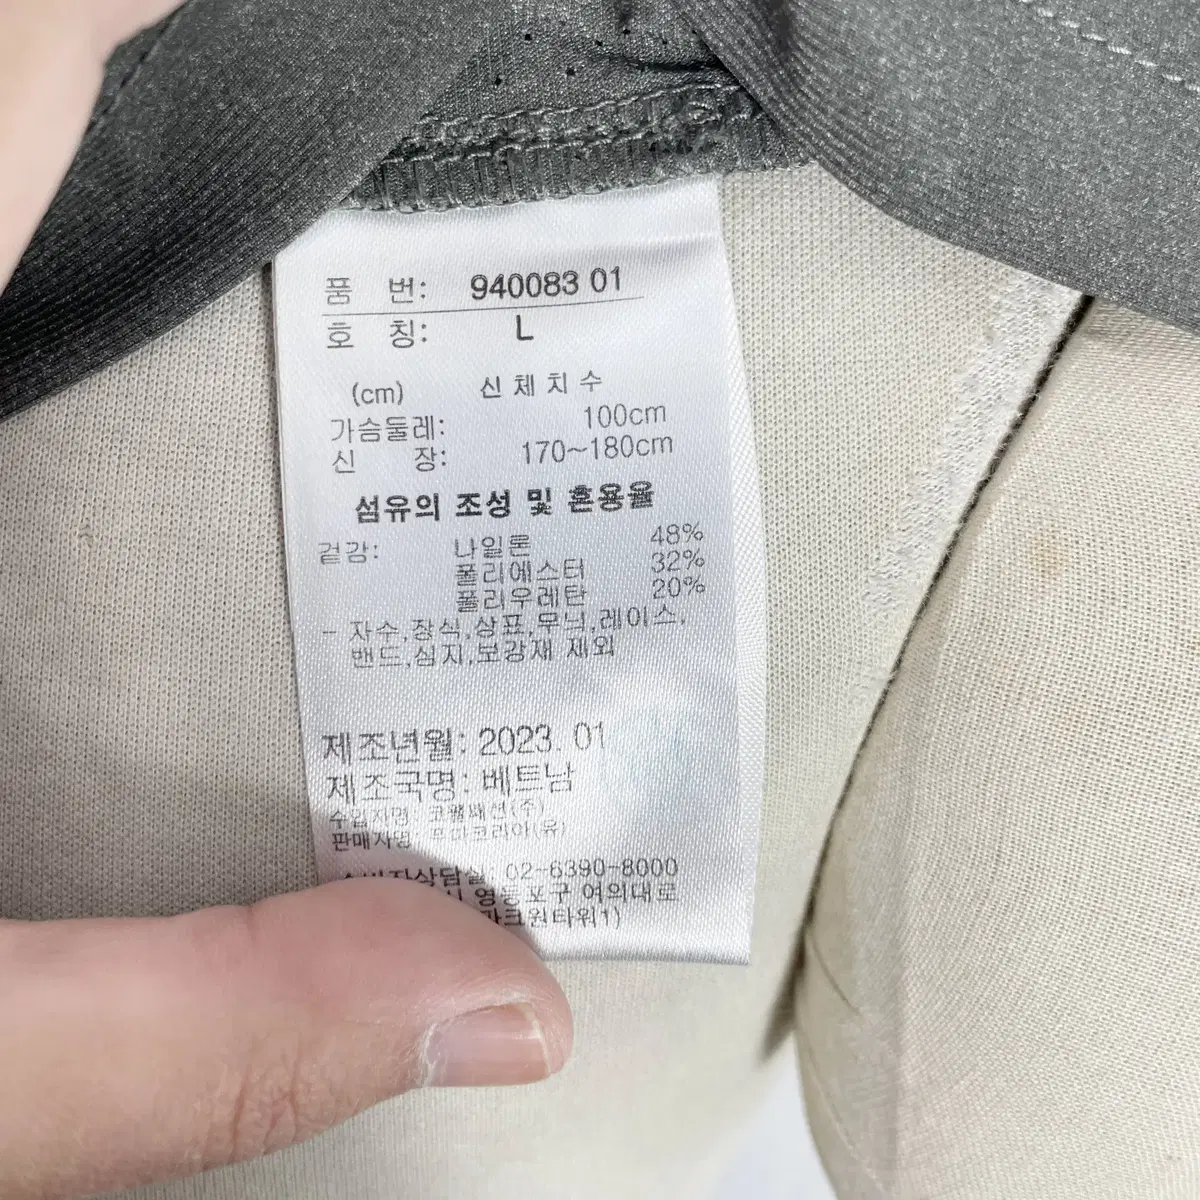 품 번: 940083 01
호 칭: L
(cm) 신 체 치 수
가슴둘레: 100cm
신 장: 170~180cm
섬유의 조성 및 혼용율
겉감: 나일론 48%
폴리에스터 32%
폴리우레탄 20%
- 자수,장식,상표,무늬,레이스,
밴드,심지,보강재 제외
제조년월: 2023. 01
제조국명: 베트남
수입자명: 코웰패션(주)
판매자명: 푸마코리아(유)
소비자상담실: 02-6390-8000
영등포구 여의대로
파크원타워1)